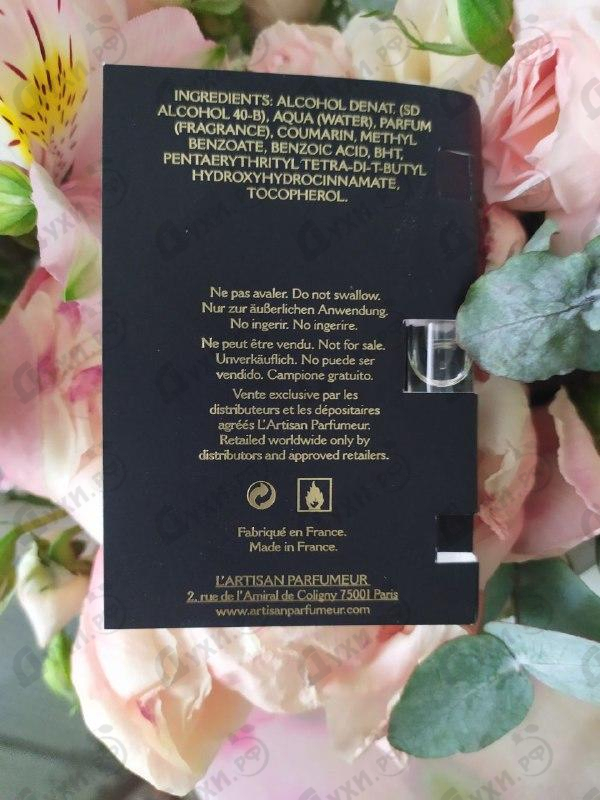 INGREDIENTS: ALCOHOL DENAT, (SD
ALCOHOL 40-B), AQUA (WATER), PARFUM
(FRAGRANCE), COUMARIN, METHYL
BENZOATE, BENZOIC ACID, BHT,
PENTAERYTHRITYL TETRA-DI-T-BUTYL
HYDROXYHYDROCINNAMATE,
TOCOPHEROL.
Ne pas avaler. Do not swallow.
Nur zur äußerlichen Anwendung.
No ingerir. No ingerire.
Ne peut être vendu. Not for sale.
Unverkäuflich. No puede ser
vendido. Campione gratuito.
Vente exclusive par les
distributeurs et les dépositaires
agréés L'Artisan Parfumeur.
Retailed worldwide only by
distributors and approved retailers.
Fabriqué en France.
Made in France.
L'ARTISAN PARFUMEUR
2, rue de l'Amiral de Coligny 75001 Paris
www.artisanparfumeur.com
духи.рф